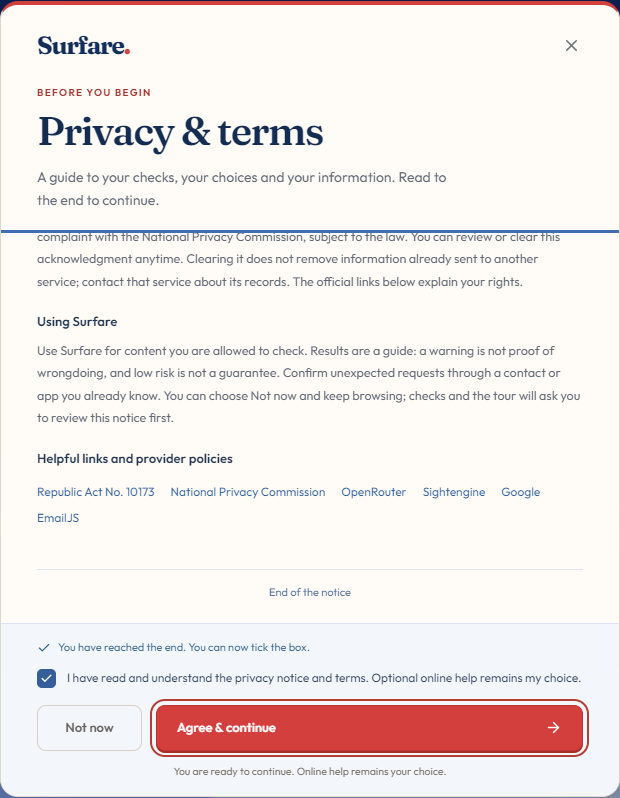 Surfare.
BEFORE YOU BEGIN
Privacy & terms
A guide to your checks, your choices and your information. Read to
the end to continue.
complaint with the National Privacy Commission, subject to the law. You can review or clear this
acknowledgment anytime. Clearing it does not remove information already sent to another
service; contact that service about its records. The official links below explain your rights.
Using Surfare
Use Surfare for content you are allowed to check. Results are a guide: a warning is not proof of
wrongdoing, and low risk is not a guarantee. Confirm unexpected requests through a contact or
app you already know. You can choose Not now and keep browsing; checks and the tour will ask you
to review this notice first.
Helpful links and provider policies
Republic Act No. 10173 National Privacy Commission OpenRouter Sightengine Google
EmailJS
End of the notice
You have reached the end. You can now tick the box.
I have read and understand the privacy notice and terms. Optional online help remains my choice.
Not now Agree & continue
You are ready to continue. Online help remains your choice.